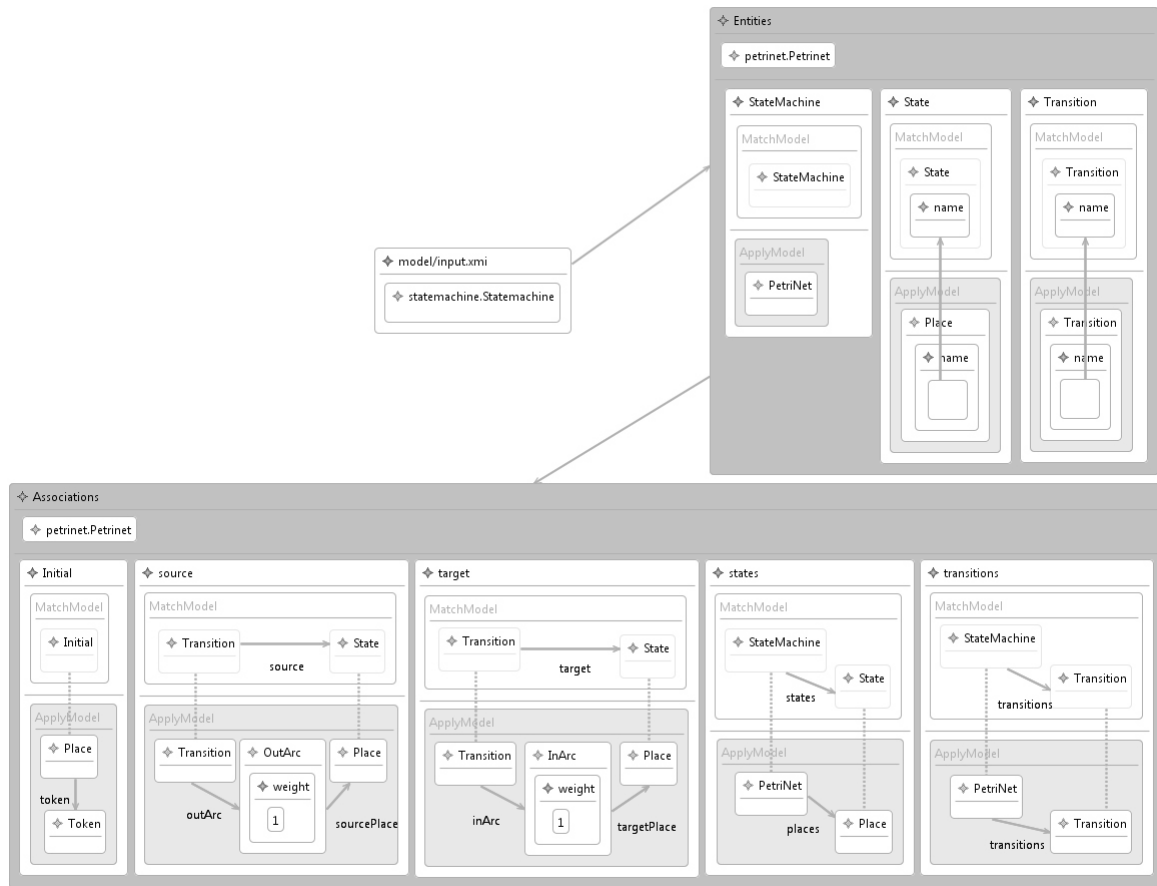 Entities
petrinet.Petrinet
StateMachine
MatchModel
StateMachine
ApplyModel
PetriNet
State
MatchModel
State
name
ApplyModel
Place
name
Transition
MatchModel
Transition
name
ApplyModel
Transition
name
model/input.xmi
statemachine.Statemachine
Associations
petrinet.Petrinet
Initial
MatchModel
Initial
ApplyModel
Place
token
Token
source
MatchModel
Transition
State
source
ApplyModel
Transition
OutArc
Place
weight
1
outArc
sourcePlace
target
MatchModel
Transition
State
target
ApplyModel
Transition
InArc
Place
weight
1
inArc
targetPlace
states
MatchModel
StateMachine
State
states
ApplyModel
PetriNet
Place
places
transitions
MatchModel
StateMachine
Transition
transitions
ApplyModel
PetriNet
Transition
transitions